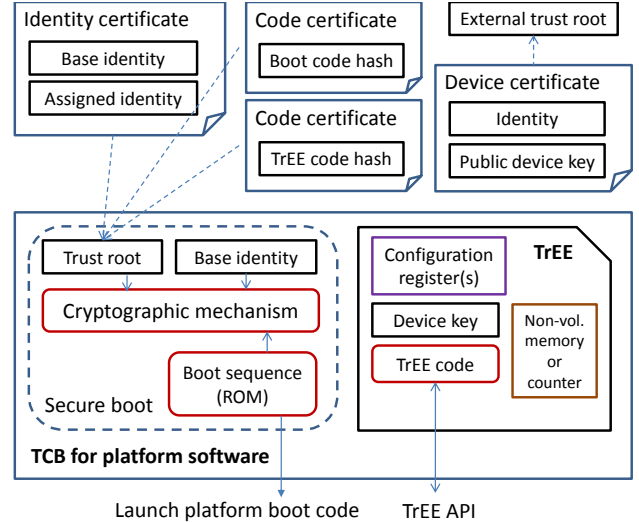 Identity certificate
Base identity
Assigned identity
Code certificate
Boot code hash
Code certificate
TrEE code hash
External trust root
Device certificate
Identity
Public device key
Trust root
Base identity
Cryptographic mechanism
Boot sequence
(ROM)
Secure boot
TCB for platform software
Configuration
register(s)
TrEE
Device key
TrEE code
Non-vol.
memory
or
counter
Launch platform boot code
TrEE API